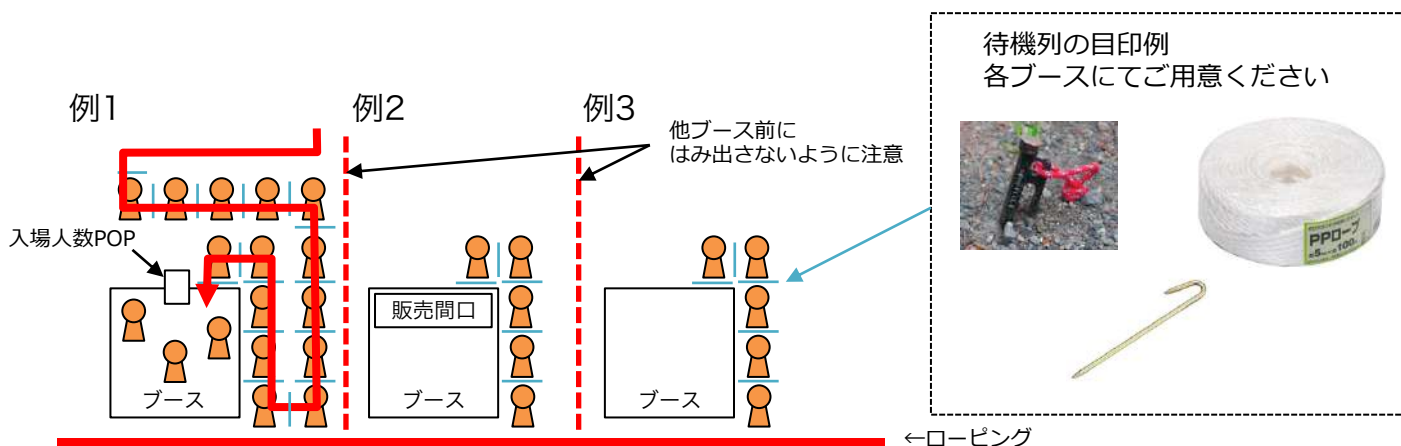 待機列の目印例
各ブースにてご用意ください
例1
例2
例3
他ブース前に
はみ出さないように注意
入場人数POP
販売間口
ブース
ブース
ブース
PPロープ
←ローピング